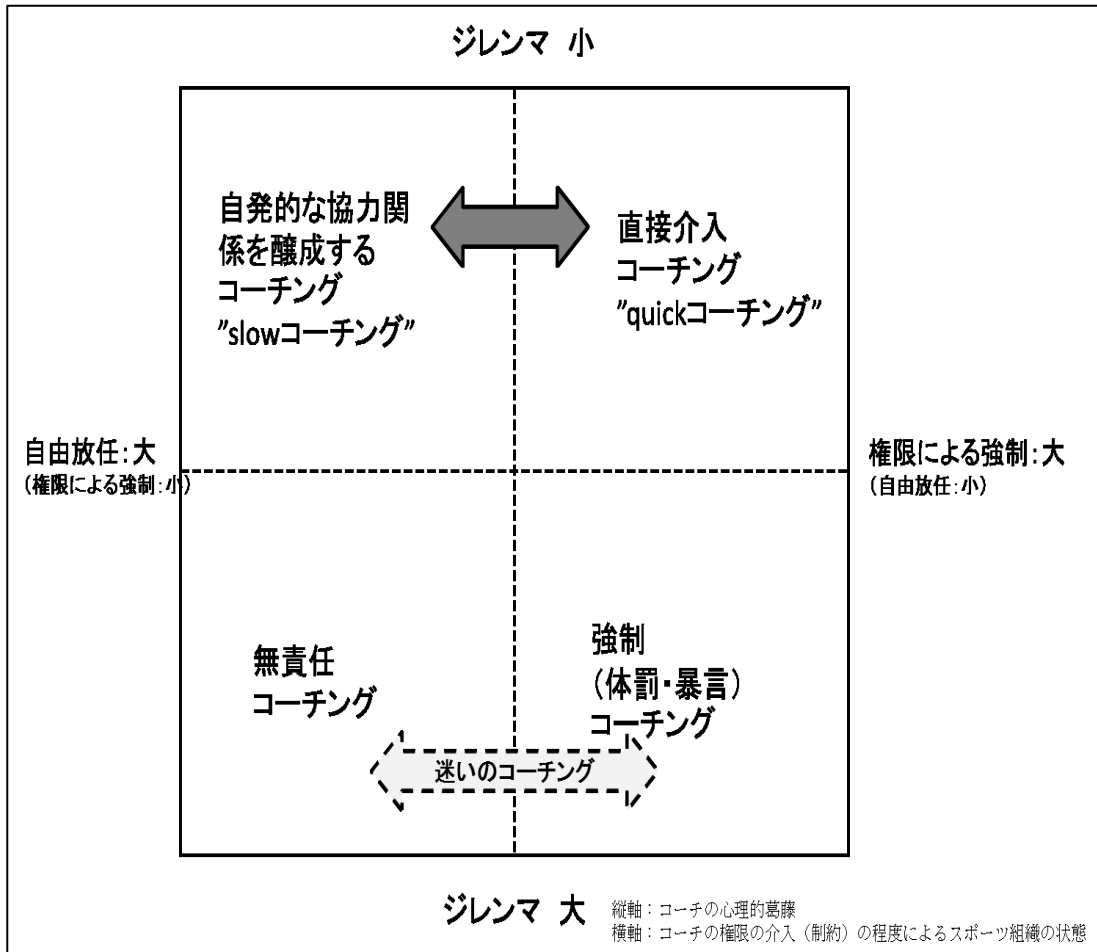 ジレンマ 小
自発的な協力関
係を醸成する
コーチング
”slowコーチング”
直接介入
コーチング
”quickコーチング”
自由放任：大
（権限による強制：小）
権限による強制：大
（自由放任：小）
無責任
コーチング
強制
（体罰・暴言）
コーチング
迷いのコーチング
ジレンマ 大
縦軸：コーチの心理的葛藤
横軸：コーチの権限の介入（制約）の程度によるスポーツ組織の状態